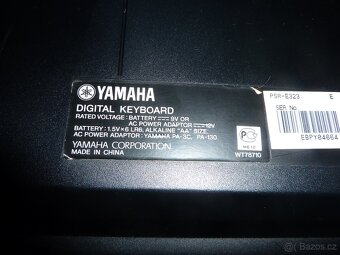 YAMAHA
DIGITAL KEYBOARD
RATED VOLTAGE : BATTERY 9V OR
AC POWER ADAPTOR 12V
BATTERY : 1.5V×6 LR6, ALKALINE "AA" SIZE
AC POWER ADAPTOR : YAMAHA PA-3C, PA-130
YAMAHA CORPORATION
MADE IN CHINA
WT78710
PSR-E323 E
SER No.
EBPY04664
bazos.cz